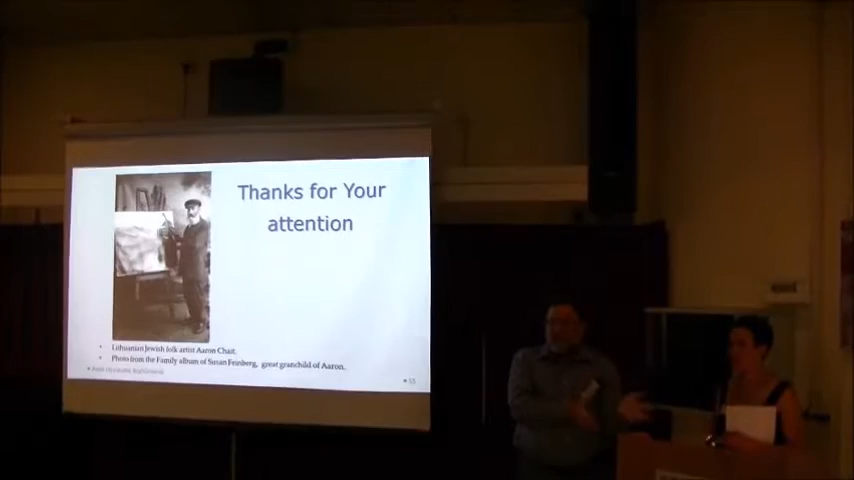 Thanks for Your
attention
• Lithuanian Jewish folk artist Aaron Chait.
• Photo from the Family album of Susan Feinberg, great grandchild of Aaron.